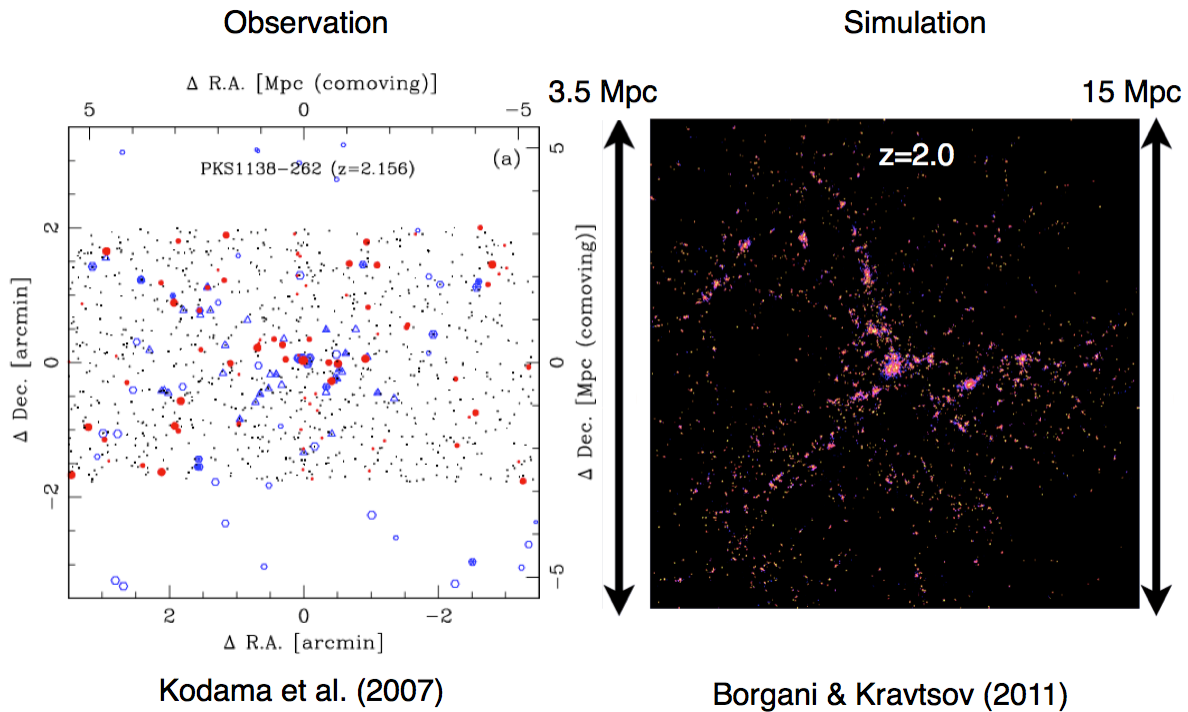 Observation
Simulation
Δ R.A. [Mpc (comoving)]
5 0 −5
3.5 Mpc
15 Mpc
PKS1138−262 (z=2.156)
(a)
z=2.0
Δ Dec. [arcmin]
2
0
−2
Δ Dec. [Mpc (comoving)]
5
0
−5
2 0 −2
Δ R.A. [arcmin]
Kodama et al. (2007)
Borgani & Kravtsov (2011)